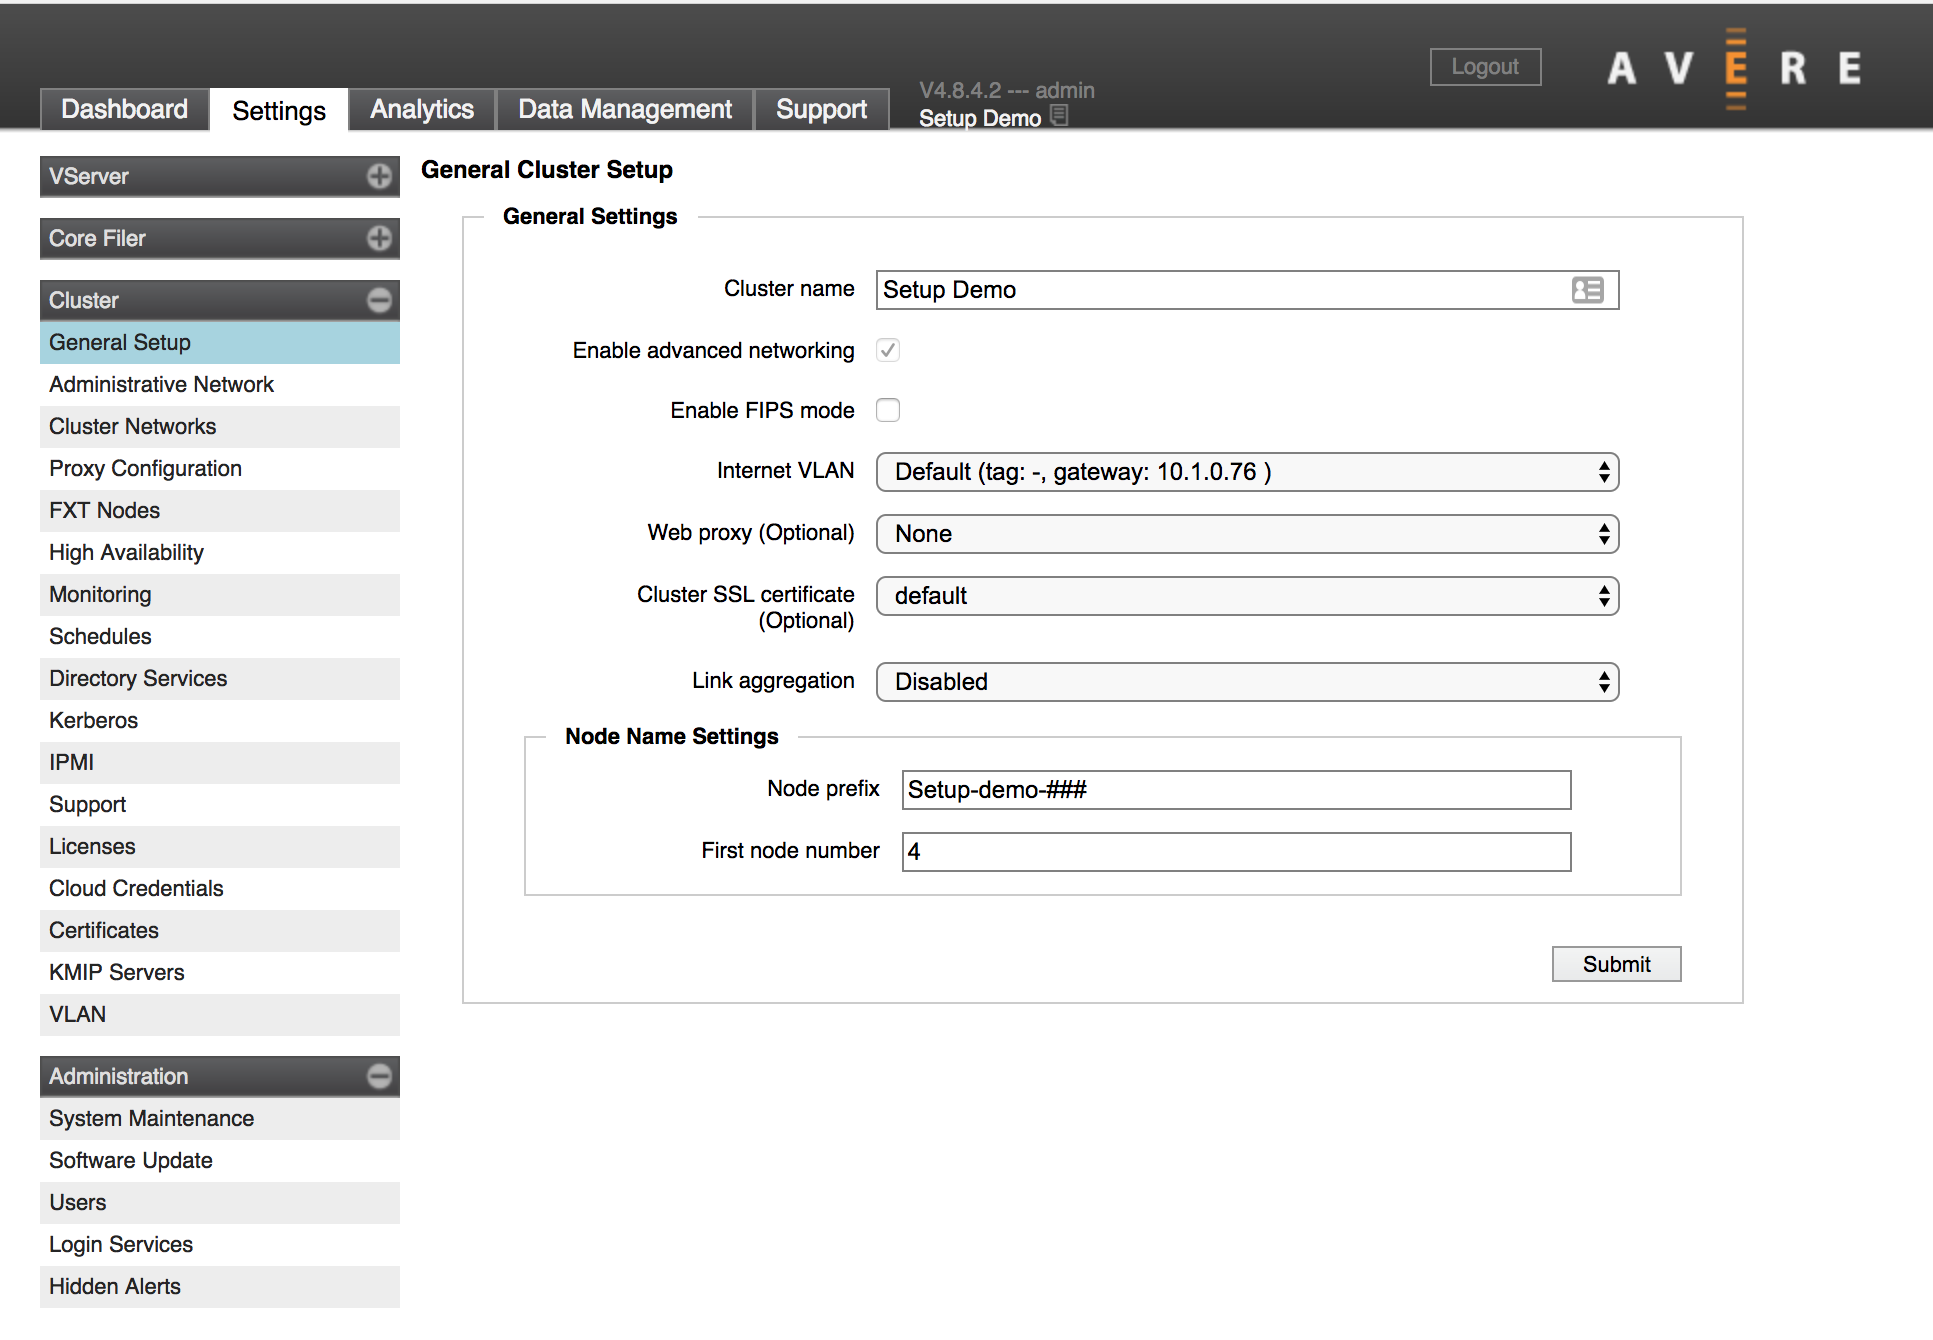 Logout
AVERE
V4.8.4.2 --- admin
Dashboard Settings Analytics Data Management Support
Setup Demo
VServer
Core Filer
Cluster
General Setup
Administrative Network
Cluster Networks
Proxy Configuration
FXT Nodes
High Availability
Monitoring
Schedules
Directory Services
Kerberos
IPMI
Support
Licenses
Cloud Credentials
Certificates
KMIP Servers
VLAN
Administration
System Maintenance
Software Update
Users
Login Services
Hidden Alerts
General Cluster Setup
General Settings
Cluster name Setup Demo
Enable advanced networking
Enable FIPS mode
Internet VLAN Default (tag: -, gateway: 10.1.0.76 )
Web proxy (Optional) None
Cluster SSL certificate default
(Optional)
Link aggregation Disabled
Node Name Settings
Node prefix Setup-demo-###
First node number 4
Submit